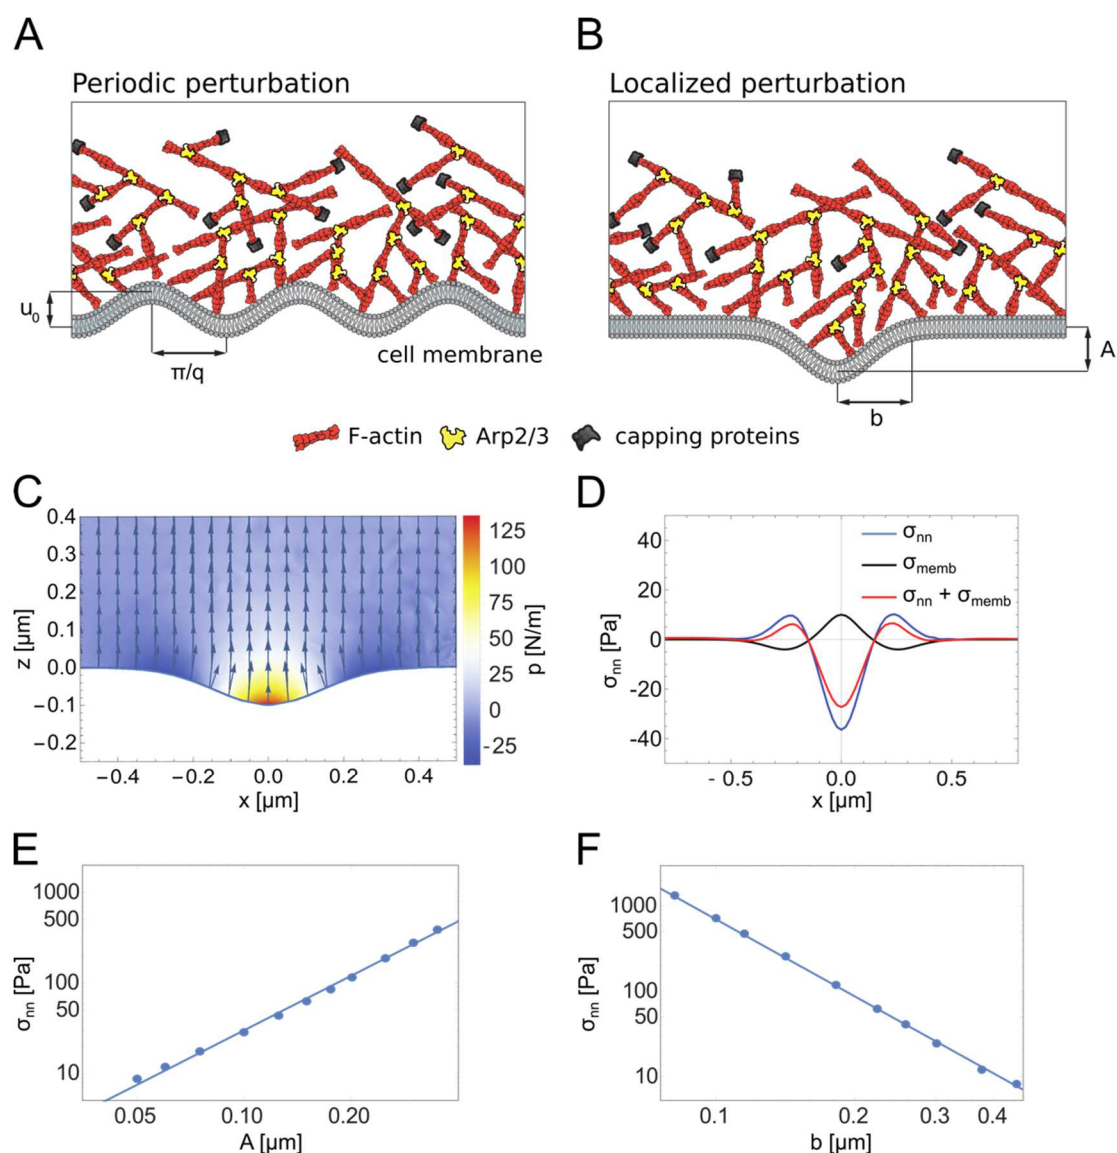 A
B
Periodic perturbation
Localized perturbation
u₀
π/q
cell membrane
A
b
F-actin
Arp2/3
capping proteins
C
D
0.4
0.3
0.2
0.1
0.0
−0.1
−0.2
z [μm]
−0.4
−0.2
0.0
0.2
0.4
x [μm]
125
100
75
50
25
0
-25
p [N/m]
40
20
0
-20
-40
σnn [Pa]
- 0.5
0.0
0.5
x [μm]
σnn
σmemb
σnn + σmemb
E
F
1000
500
100
50
10
σnn [Pa]
0.05
0.10
0.20
A [μm]
1000
500
100
50
10
σnn [Pa]
0.1
0.2
0.3
0.4
b [μm]